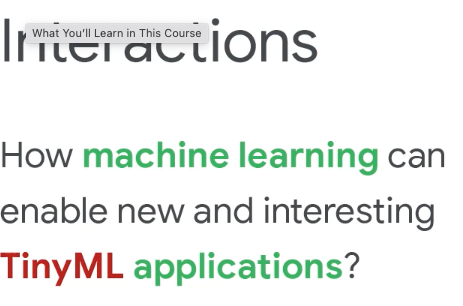 Interactions
What You'll Learn in This Course
How machine learning can
enable new and interesting
TinyML applications?